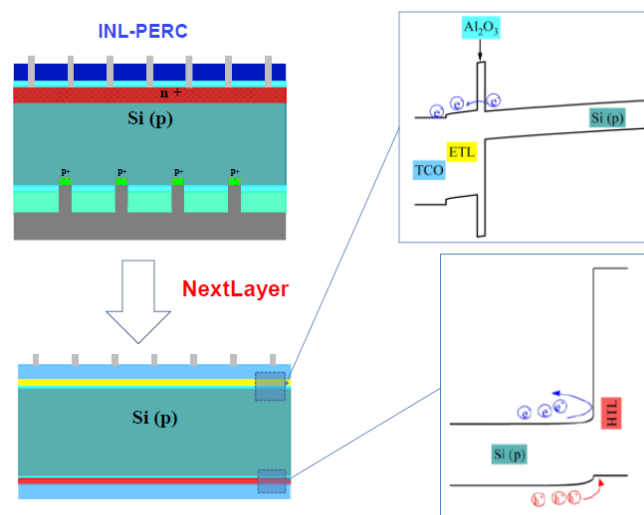 INL-PERC
n +
Si (p)
P+ P+ P+ P+
NextLayer
Si (p)
Al₂O₃
e⁻ e⁻ e⁻
Si (p)
ETL
TCO
e⁻ e⁻ e⁻
HTL
Si (p)
h⁺ h⁺ h⁺